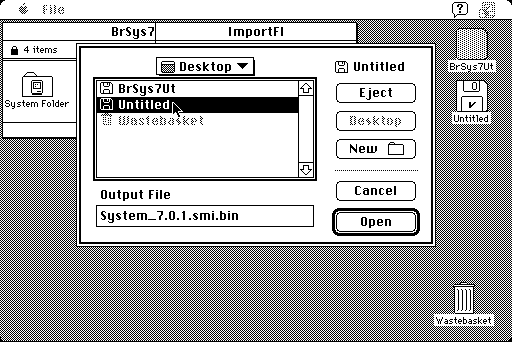 File
BrSys7
ImportFl
4 items
System Folder
Desktop
BrSys7Ut
Untitled
Wastebasket
Output File
System_7.0.1.smi.bin
Untitled
Eject
Desktop
New
Cancel
Open
BrSys7Ut
Untitled
Wastebasket